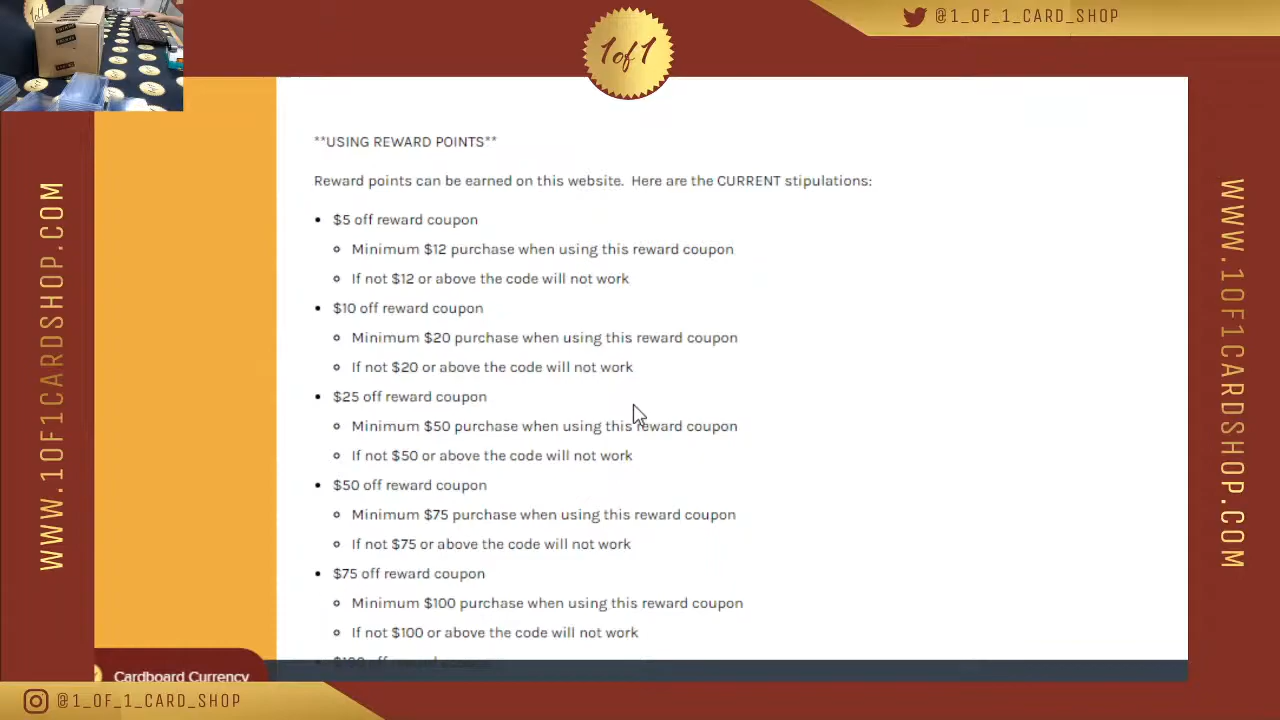 @1_OF_1_CARD_SHOP
1of1
**USING REWARD POINTS**
Reward points can be earned on this website.  Here are the CURRENT stipulations:
$5 off reward coupon
Minimum $12 purchase when using this reward coupon
If not $12 or above the code will not work
$10 off reward coupon
Minimum $20 purchase when using this reward coupon
If not $20 or above the code will not work
$25 off reward coupon
Minimum $50 purchase when using this reward coupon
If not $50 or above the code will not work
$50 off reward coupon
Minimum $75 purchase when using this reward coupon
If not $75 or above the code will not work
$75 off reward coupon
Minimum $100 purchase when using this reward coupon
If not $100 or above the code will not work
Cardboard Currency
WWW.1OF1CARDSHOP.COM
WWW.1OF1CARDSHOP.COM
@1_OF_1_CARD_SHOP